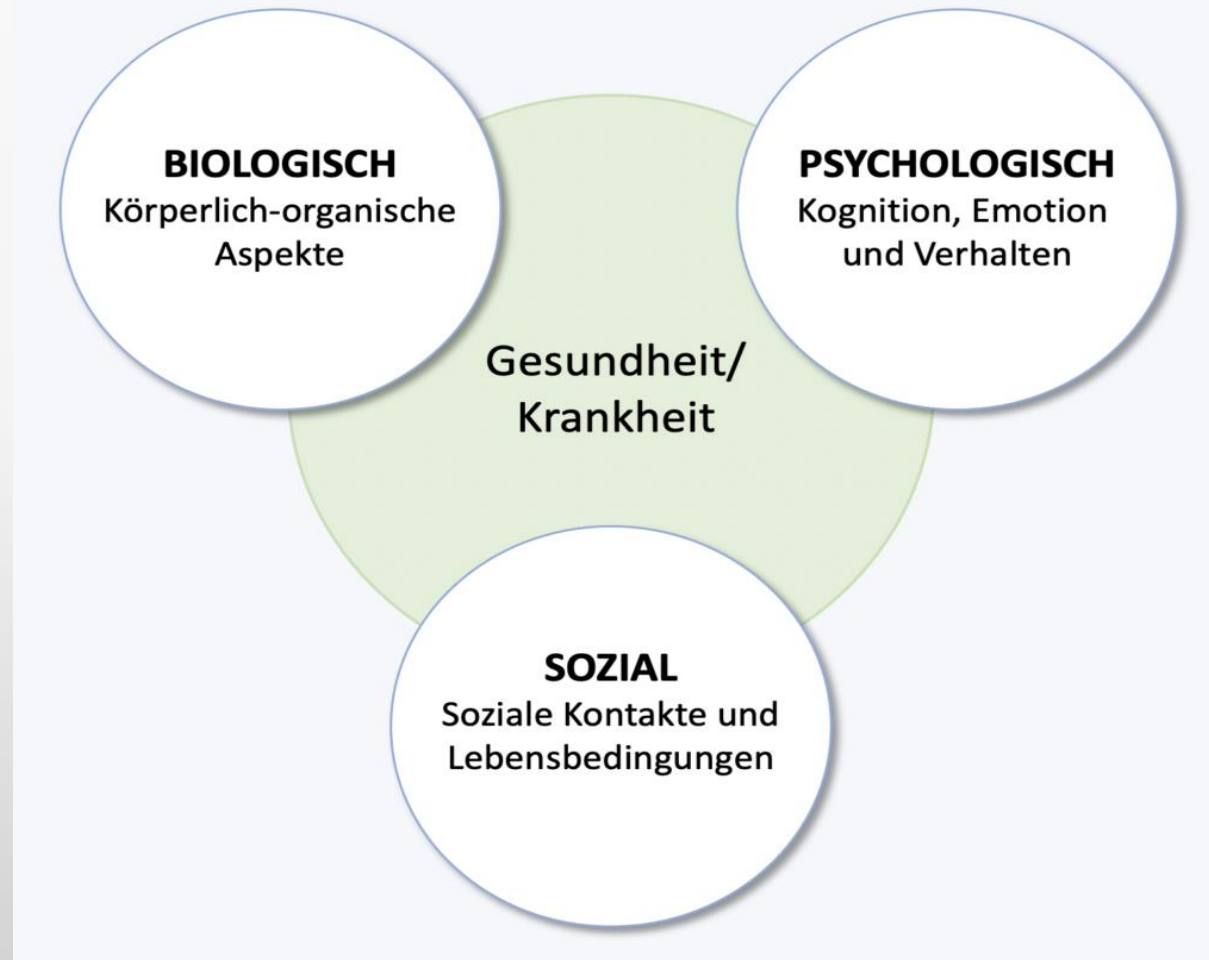 BIOLOGISCH
Körperlich-organische
Aspekte
PSYCHOLOGISCH
Kognition, Emotion
und Verhalten
Gesundheit/
Krankheit
SOZIAL
Soziale Kontakte und
Lebensbedingungen